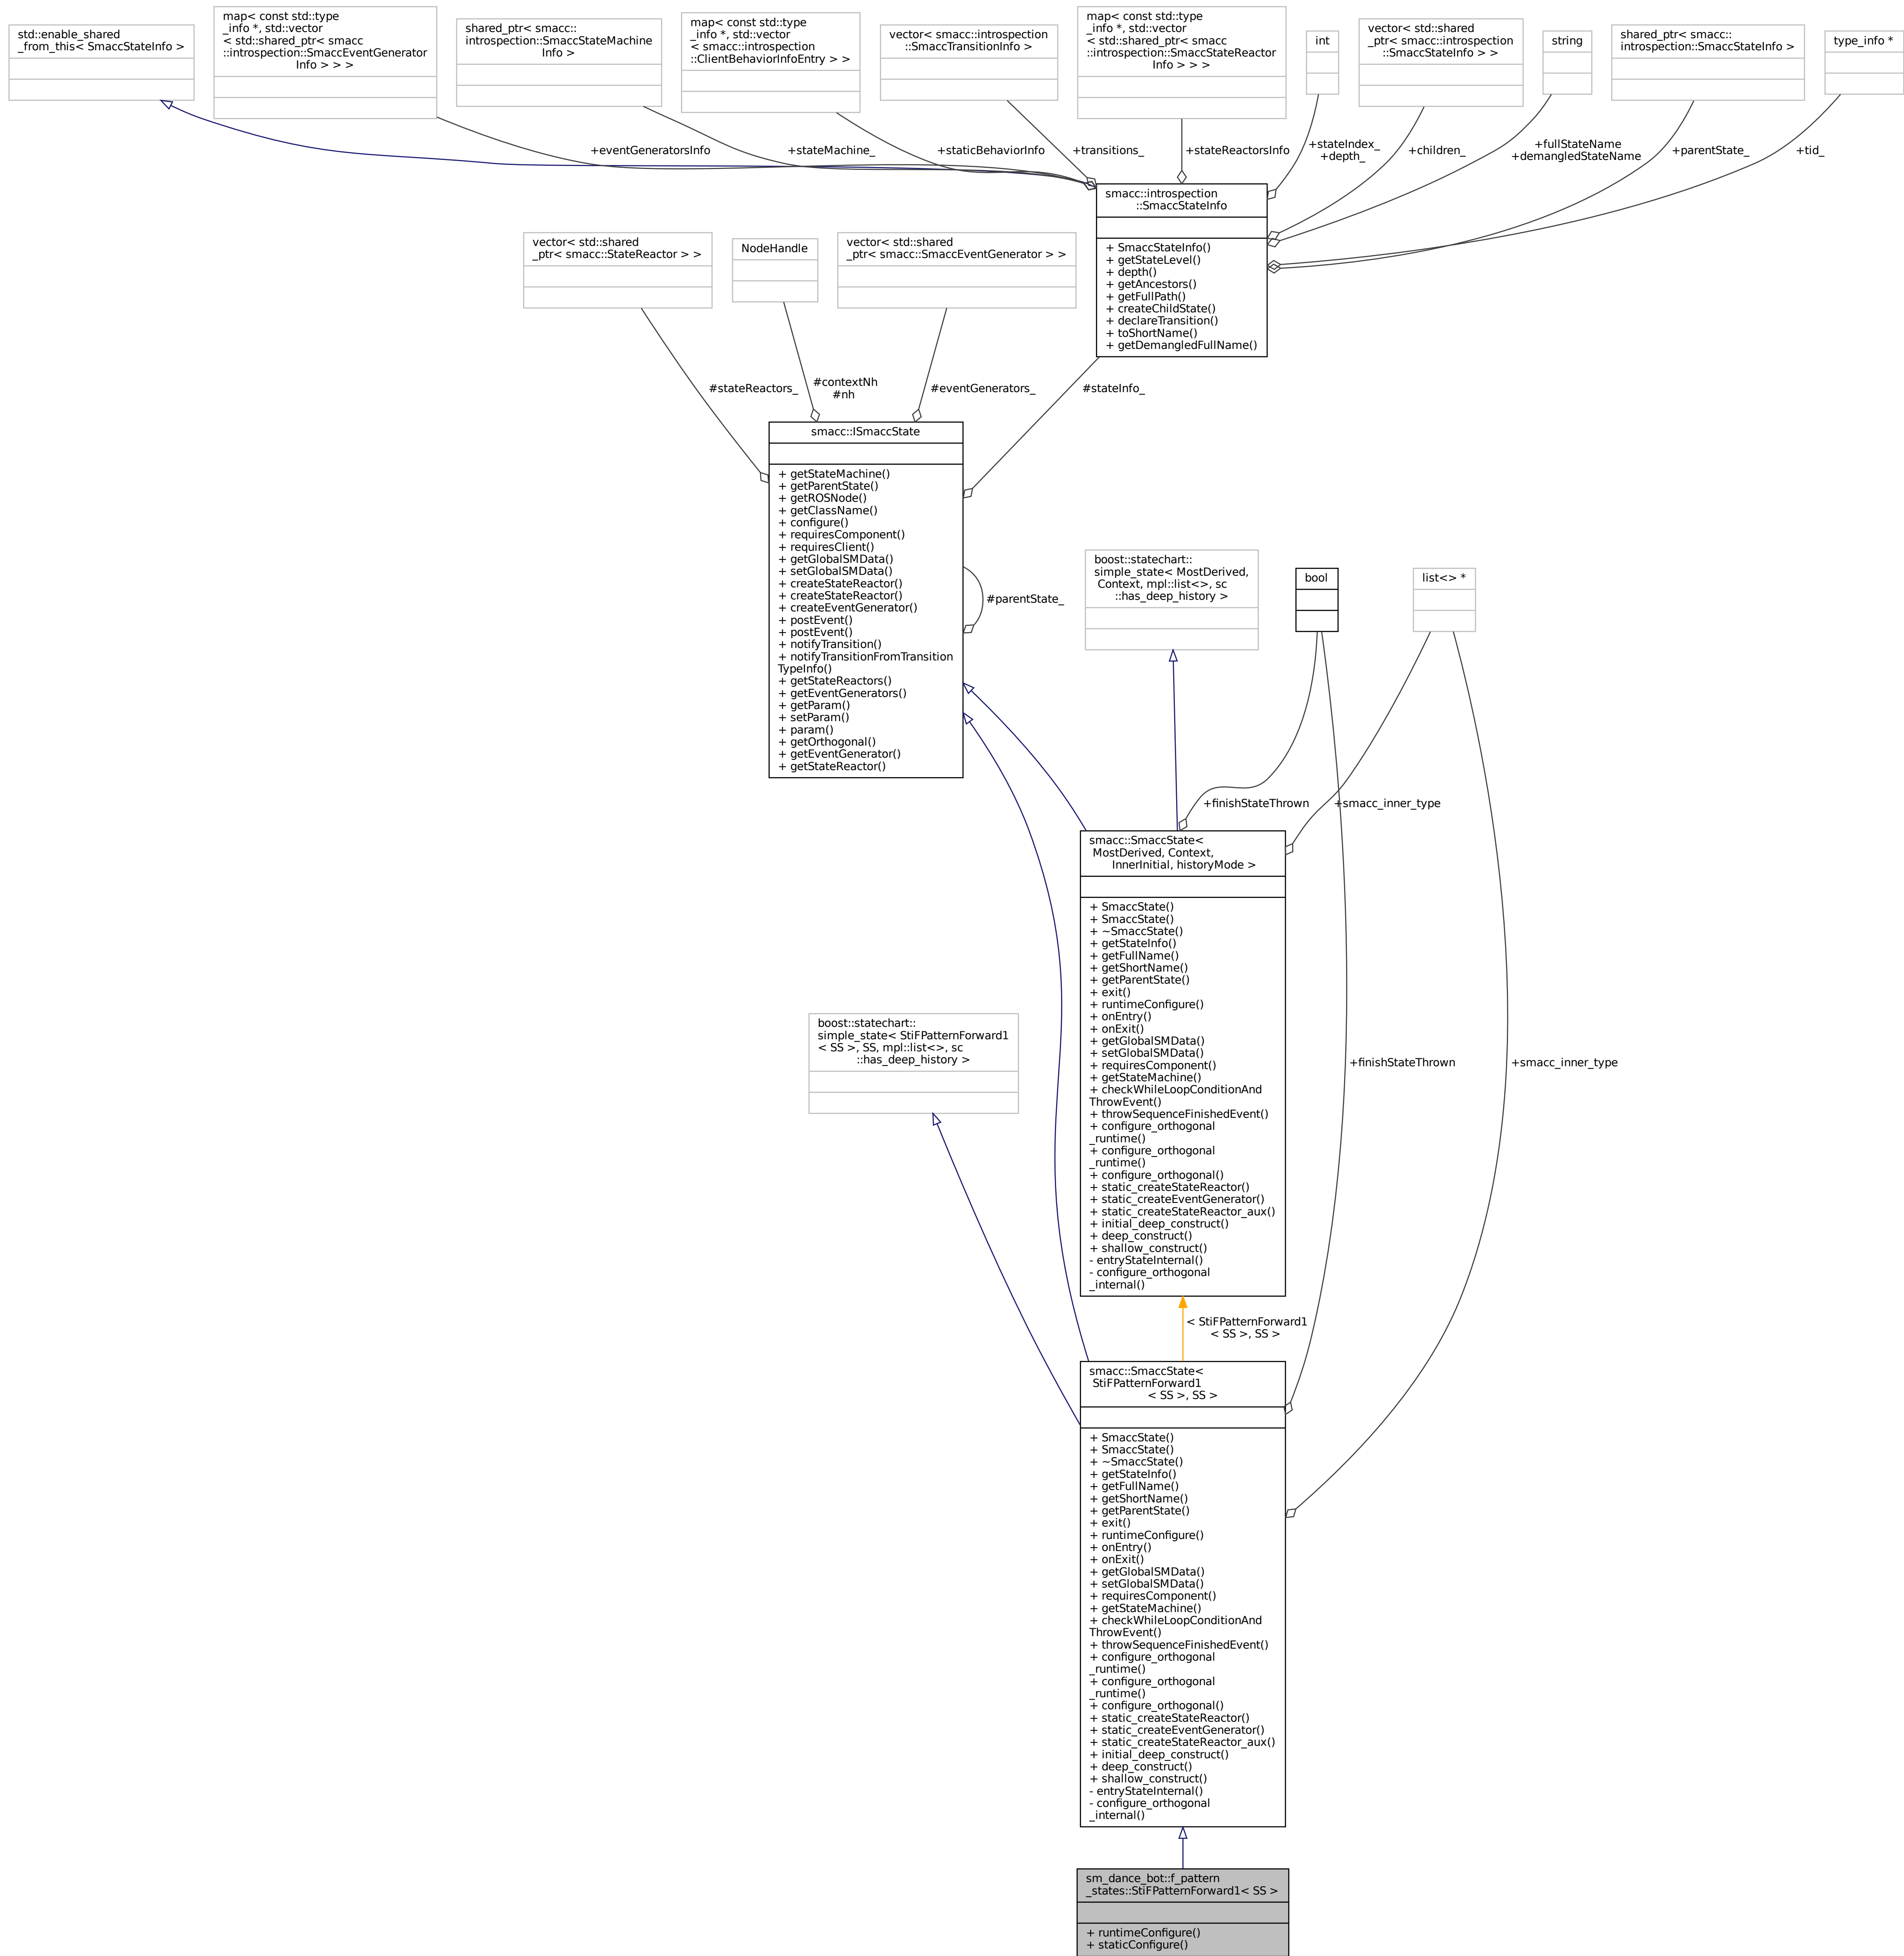 std::enable_shared
_from_this< SmaccStateInfo >
map< const std::type
_info *, std::vector
< std::shared_ptr< smacc
::introspection::SmaccEventGenerator
Info > > >
shared_ptr< smacc::
introspection::SmaccStateMachine
Info >
map< const std::type
_info *, std::vector
< smacc::introspection
::ClientBehaviorInfoEntry > >
vector< smacc::introspection
::SmaccTransitionInfo >
map< const std::type
_info *, std::vector
< std::shared_ptr< smacc
::introspection::SmaccStateReactor
Info > > >
int
vector< std::shared
_ptr< smacc::introspection
::SmaccStateInfo > >
string
shared_ptr< smacc::
introspection::SmaccStateInfo >
type_info *
+eventGeneratorsInfo
+stateMachine_
+staticBehaviorInfo
+transitions_
+stateReactorsInfo
+stateIndex_
+depth_
+children_
+fullStateName
+demangledStateName
+parentState_
+tid_
smacc::introspection
::SmaccStateInfo
+ SmaccStateInfo()
+ getStateLevel()
+ depth()
+ getAncestors()
+ getFullPath()
+ createChildState()
+ declareTransition()
+ toShortName()
+ getDemangledFullName()
vector< std::shared
_ptr< smacc::StateReactor > >
NodeHandle
vector< std::shared
_ptr< smacc::SmaccEventGenerator > >
#stateReactors_
#contextNh
#nh
#eventGenerators_
#stateInfo_
smacc::ISmaccState
+ getStateMachine()
+ getParentState()
+ getROSNode()
+ getClassName()
+ configure()
+ requiresComponent()
+ requiresClient()
+ getGlobalSMData()
+ setGlobalSMData()
+ createStateReactor()
+ createStateReactor()
+ createEventGenerator()
+ postEvent()
+ postEvent()
+ notifyTransition()
+ notifyTransitionFromTransition
TypeInfo()
+ getStateReactors()
+ getEventGenerators()
+ getParam()
+ setParam()
+ param()
+ getOrthogonal()
+ getEventGenerator()
+ getStateReactor()
#parentState_
boost::statechart::
simple_state< MostDerived,
Context, mpl::list<>, sc
::has_deep_history >
bool
list<> *
+finishStateThrown
+smacc_inner_type
smacc::SmaccState<
MostDerived, Context,
InnerInitial, historyMode >
+ SmaccState()
+ SmaccState()
+ ~SmaccState()
+ getStateInfo()
+ getFullName()
+ getShortName()
+ getParentState()
+ exit()
+ runtimeConfigure()
+ onEntry()
+ onExit()
+ getGlobalSMData()
+ setGlobalSMData()
+ requiresComponent()
+ getStateMachine()
+ checkWhileLoopConditionAnd
ThrowEvent()
+ throwSequenceFinishedEvent()
+ configure_orthogonal
_runtime()
+ configure_orthogonal
_runtime()
+ configure_orthogonal()
+ static_createStateReactor()
+ static_createEventGenerator()
+ static_createStateReactor_aux()
+ initial_deep_construct()
+ deep_construct()
+ shallow_construct()
- entryStateInternal()
- configure_orthogonal
_internal()
boost::statechart::
simple_state< StiFPatternForward1
< SS >, SS, mpl::list<>, sc
::has_deep_history >
+finishStateThrown
+smacc_inner_type
< StiFPatternForward1
< SS >, SS >
smacc::SmaccState<
StiFPatternForward1
< SS >, SS >
+ SmaccState()
+ SmaccState()
+ ~SmaccState()
+ getStateInfo()
+ getFullName()
+ getShortName()
+ getParentState()
+ exit()
+ runtimeConfigure()
+ onEntry()
+ onExit()
+ getGlobalSMData()
+ setGlobalSMData()
+ requiresComponent()
+ getStateMachine()
+ checkWhileLoopConditionAnd
ThrowEvent()
+ throwSequenceFinishedEvent()
+ configure_orthogonal
_runtime()
+ configure_orthogonal
_runtime()
+ configure_orthogonal()
+ static_createStateReactor()
+ static_createEventGenerator()
+ static_createStateReactor_aux()
+ initial_deep_construct()
+ deep_construct()
+ shallow_construct()
- entryStateInternal()
- configure_orthogonal
_internal()
sm_dance_bot::f_pattern
_states::StiFPatternForward1< SS >
+ runtimeConfigure()
+ staticConfigure()